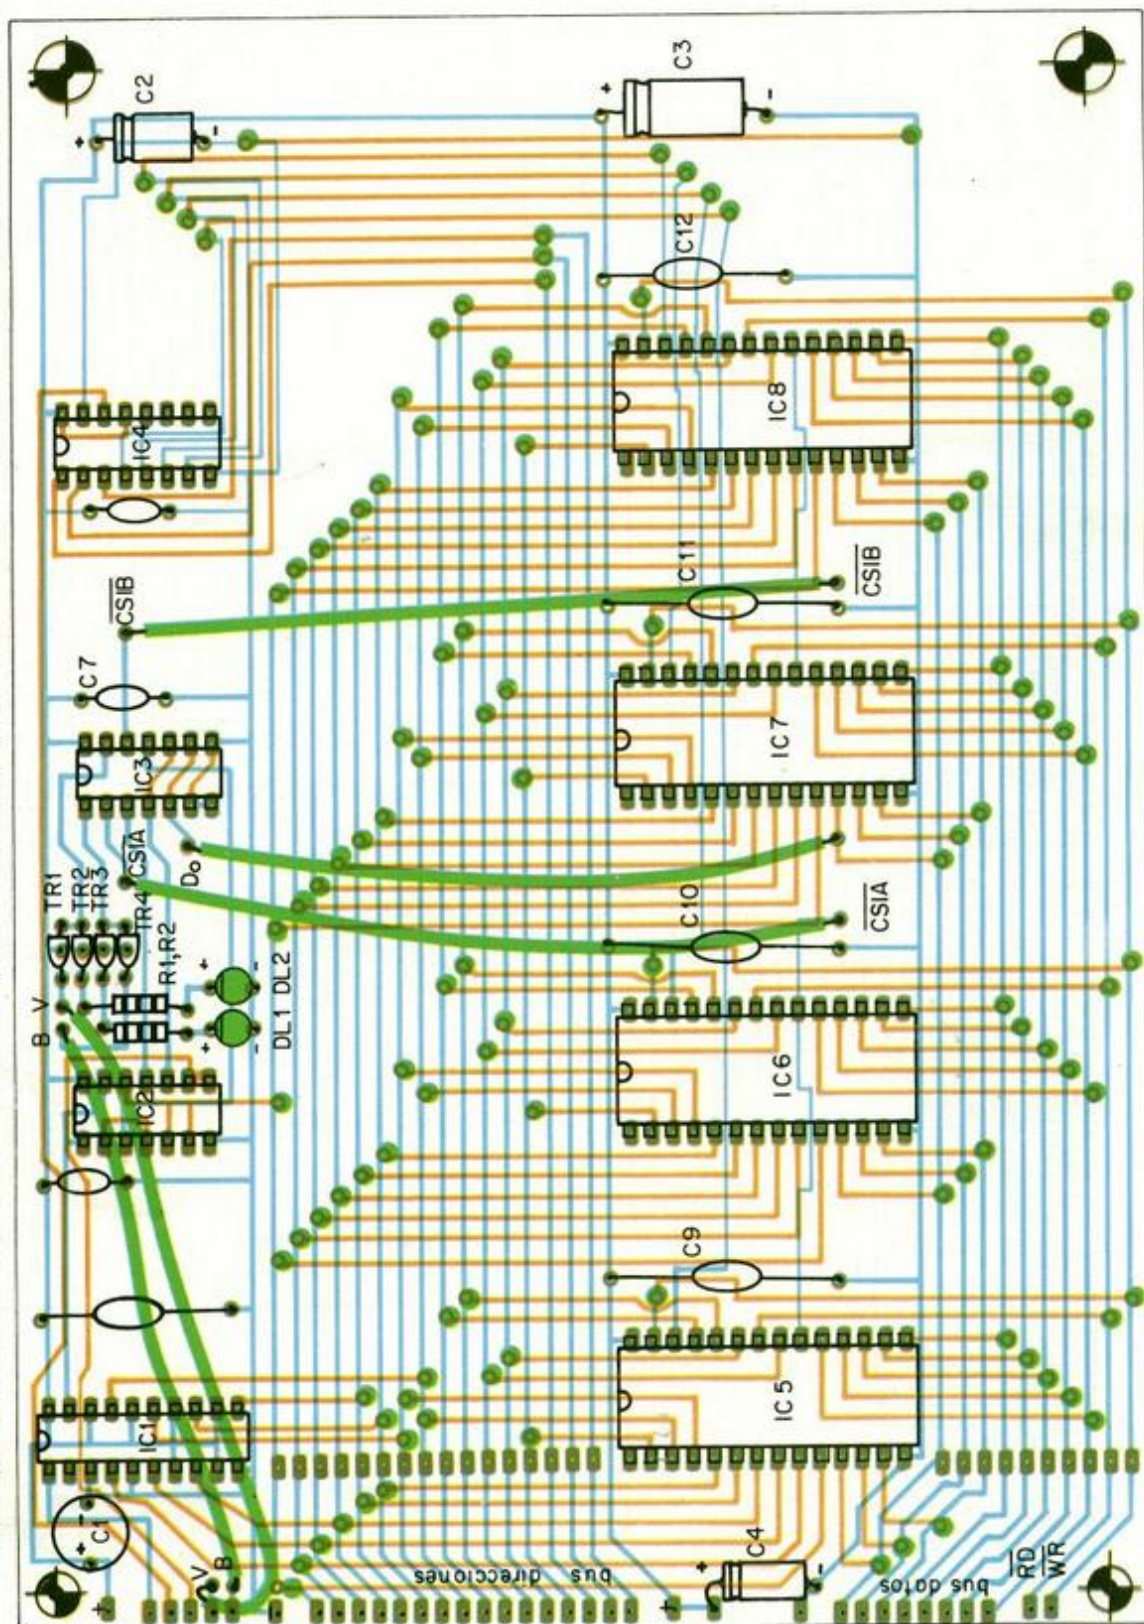 C2
+
-
C3
+
-
C12
IC8
IC4
C11
CSIB
CSIB
C7
IC7
IC3
TR1
TR2
TR3
TR4
CSIA
Do
C10
CSIA
R1,R2
B V
+
-
+
-
DL1 DL2
IC6
IC2
C9
IC5
IC1
C1
+ -
V
B
+
bus direcciones
C4
+
-
bus datos
RD
WR